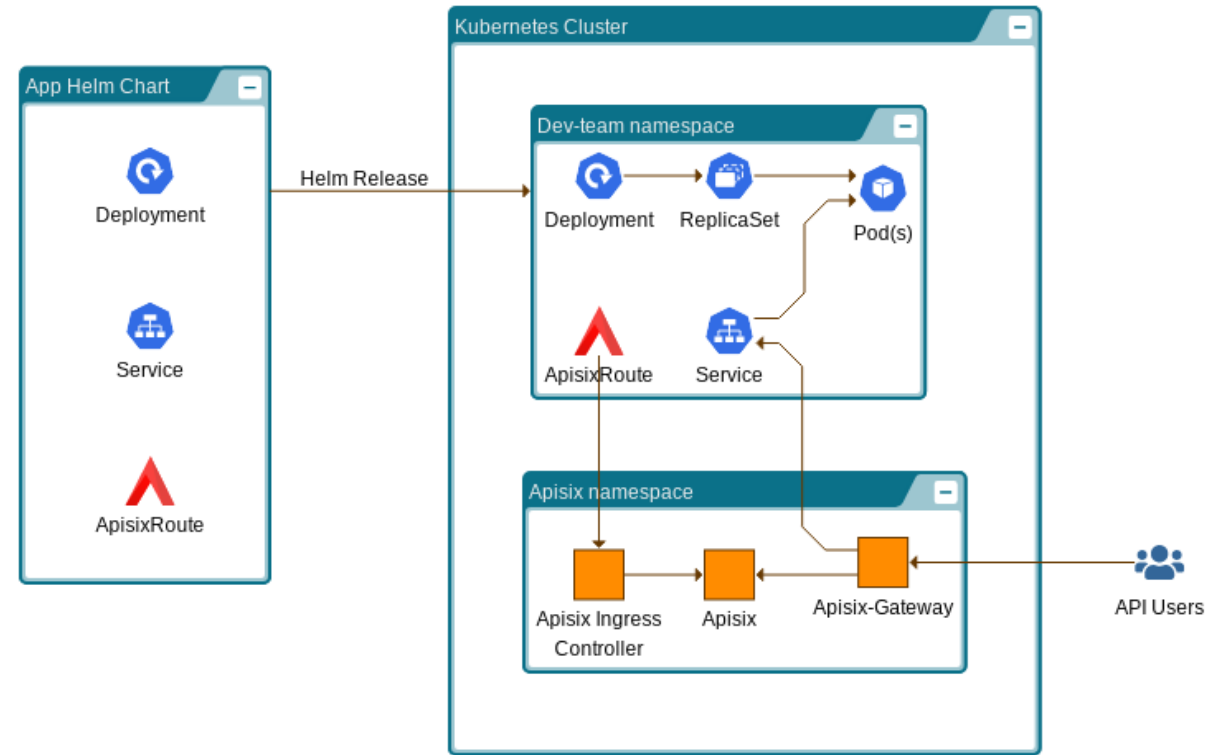 Kubernetes Cluster
App Helm Chart
Deployment
Service
ApisixRoute
Helm Release
Dev-team namespace
Deployment
ReplicaSet
Pod(s)
ApisixRoute
Service
Apisix namespace
Apisix Ingress
Controller
Apisix
Apisix-Gateway
API Users